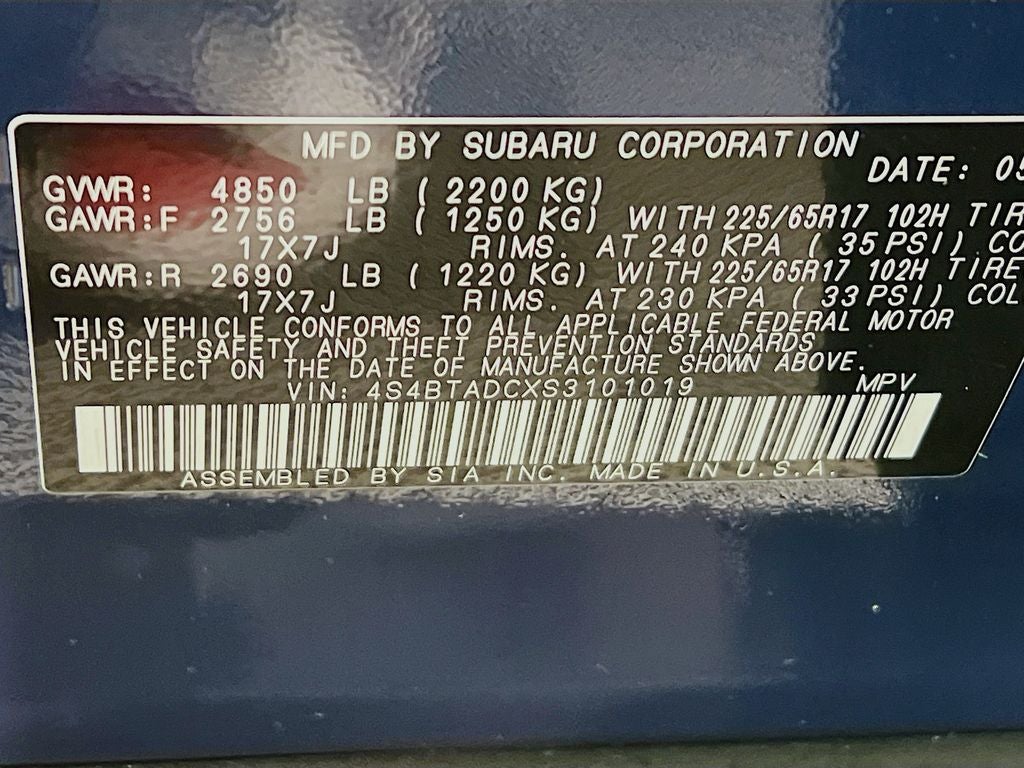 MFD BY SUBARU CORPORATION
DATE: 05
GVWR: 4850 LB ( 2200 KG)
GAWR:F 2756 LB ( 1250 KG) WITH 225/65R17 102H TIRE
17X7J RIMS. AT 240 KPA ( 35 PSI) CO
GAWR:R 2690 LB ( 1220 KG) WITH 225/65R17 102H TIRE
17X7J RIMS. AT 230 KPA ( 33 PSI) COL
THIS VEHICLE CONFORMS TO ALL APPLICABLE FEDERAL MOTOR
VEHICLE SAFETY AND THEFT PREVENTION STANDARDS
IN EFFECT ON THE DATE OF MANUFACTURE SHOWN ABOVE.
VIN: 4S4BTADCXS3101019 MPV
ASSEMBLED BY SIA INC. MADE IN U.S.A.